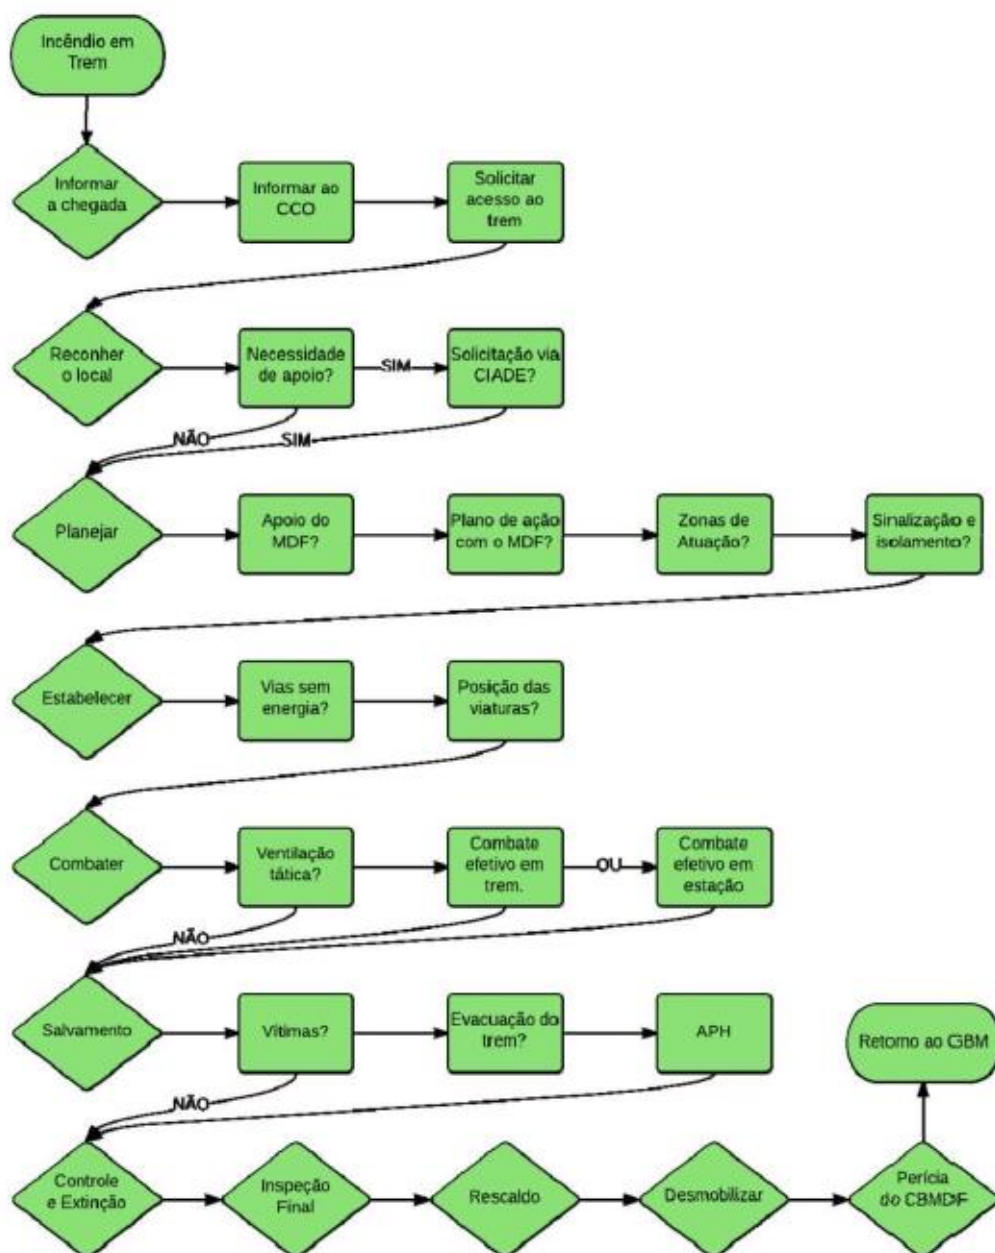 Incêndio em
Trem
Informar
a chegada
Informar ao
CCO
Solicitar
acesso ao
trem
Reconher
o local
Necessidade
de apoio?
SIM
Solicitação via
CIADE?
NÃO
SIM
Planejar
Apoio do
MDF?
Plano de ação
com o MDF?
Zonas de
Atuação?
Sinalização e
isolamento?
Estabelecer
Vias sem
energia?
Posição das
viaturas?
Combater
Ventilação
tática?
Combate
efetivo em
trem.
OU
Combate
efetivo em
estação
NÃO
Salvamento
Vítimas?
Evacuação do
trem?
APH
Retorno ao GBM
NÃO
Controle
e Extinção
Inspeção
Final
Rescaldo
Desmobilizar
Perícia
do CBMDF